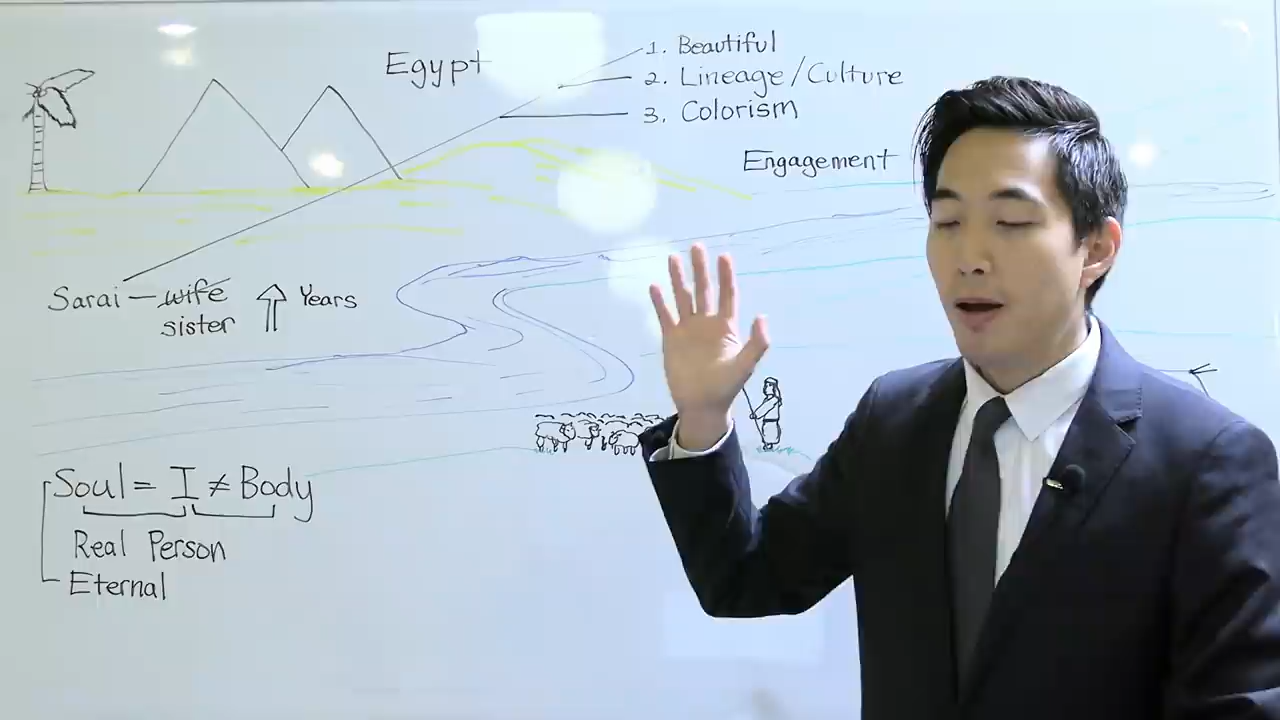 Egypt
1. Beautiful
2. Lineage/Culture
3. Colorism
Engagement
Sarai — wife
sister
Years
Soul = I ≠ Body
Real Person
Eternal